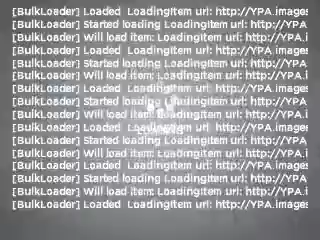 [BulkLoader] Loaded LoadingItem url: http://YPA.images
[BulkLoader] Started loading LoadingItem url: http://YPA
[BulkLoader] Will load item: LoadingItem url: http://YPA.i
[BulkLoader] Loaded LoadingItem url: http://YPA.images
[BulkLoader] Started loading LoadingItem url: http://YPA
[BulkLoader] Will load item: LoadingItem url: http://YPA.i
[BulkLoader] Loaded LoadingItem url: http://YPA.images
[BulkLoader] Started loading LoadingItem url: http://YPA
[BulkLoader] Will load item: LoadingItem url: http://YPA.i
[BulkLoader] Loaded LoadingItem url: http://YPA.images
[BulkLoader] Started loading LoadingItem url: http://YPA
[BulkLoader] Will load item: LoadingItem url: http://YPA.i
[BulkLoader] Loaded LoadingItem url: http://YPA.images
[BulkLoader] Started loading LoadingItem url: http://YPA
[BulkLoader] Will load item: LoadingItem url: http://YPA.i
[BulkLoader] Loaded LoadingItem url: http://YPA.images